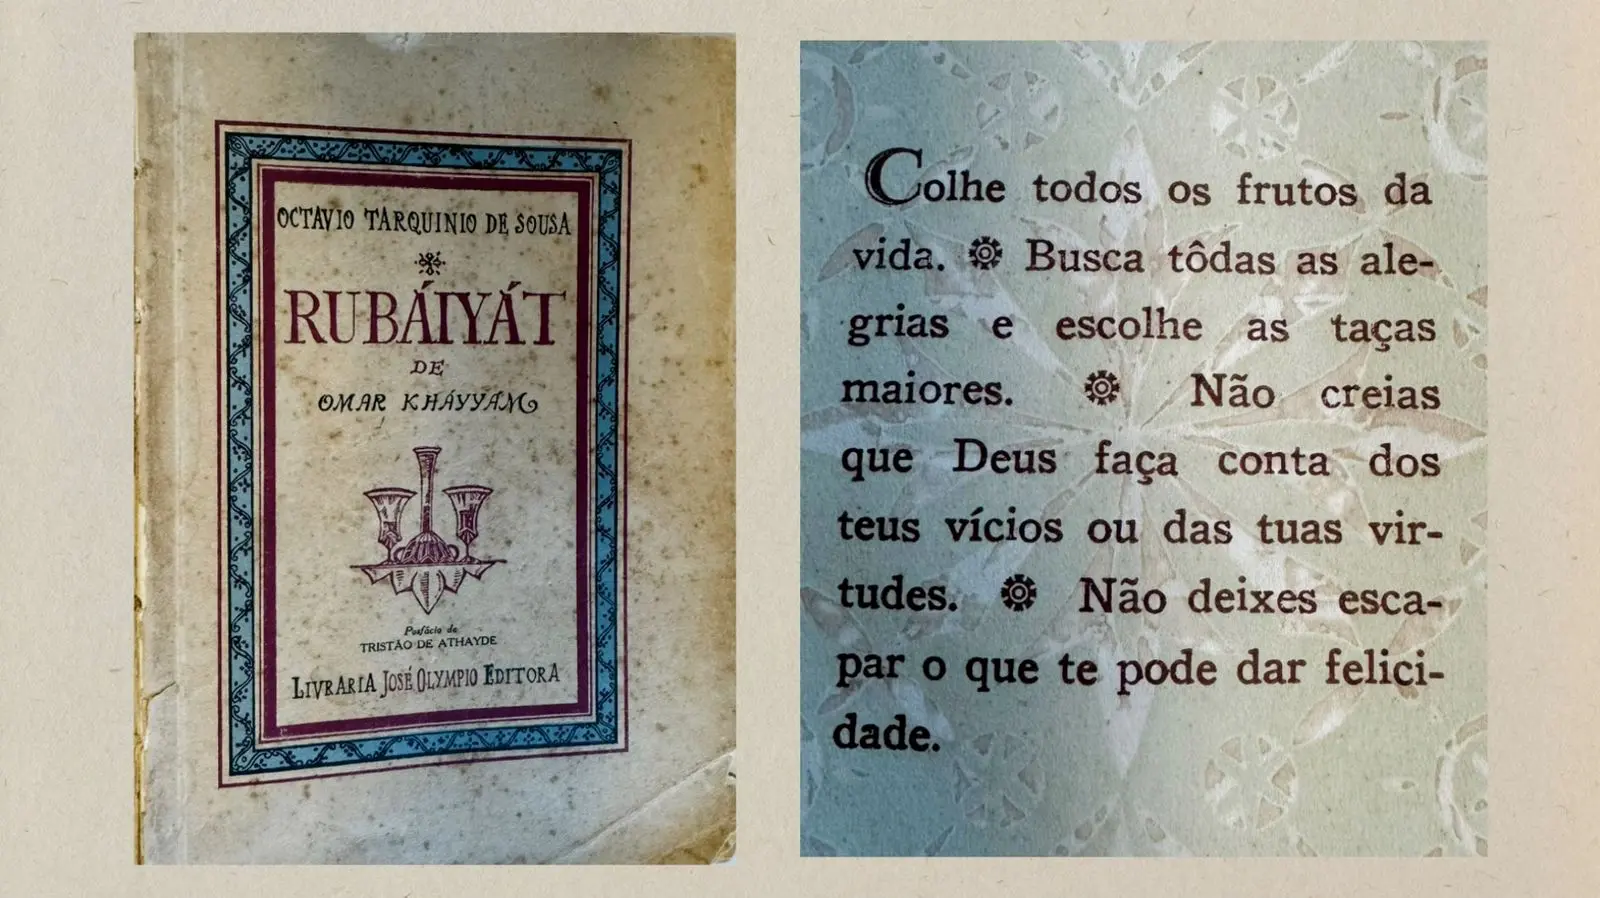 OCTAVIO TARQUINIO DE SOUSA
RUBÁIYÁT
DE
OMAR KHÁYYÁM
Posfácio de
TRISTÃO DE ATHAYDE
LIVRARIA JOSÉ OLYMPIO EDITORA
Colhe todos os frutos da
vida. Busca tôdas as ale-
grias e escolhe as taças
maiores. Não creias
que Deus faça conta dos
teus vícios ou das tuas vir-
tudes. Não deixes esca-
par o que te pode dar felici-
dade.